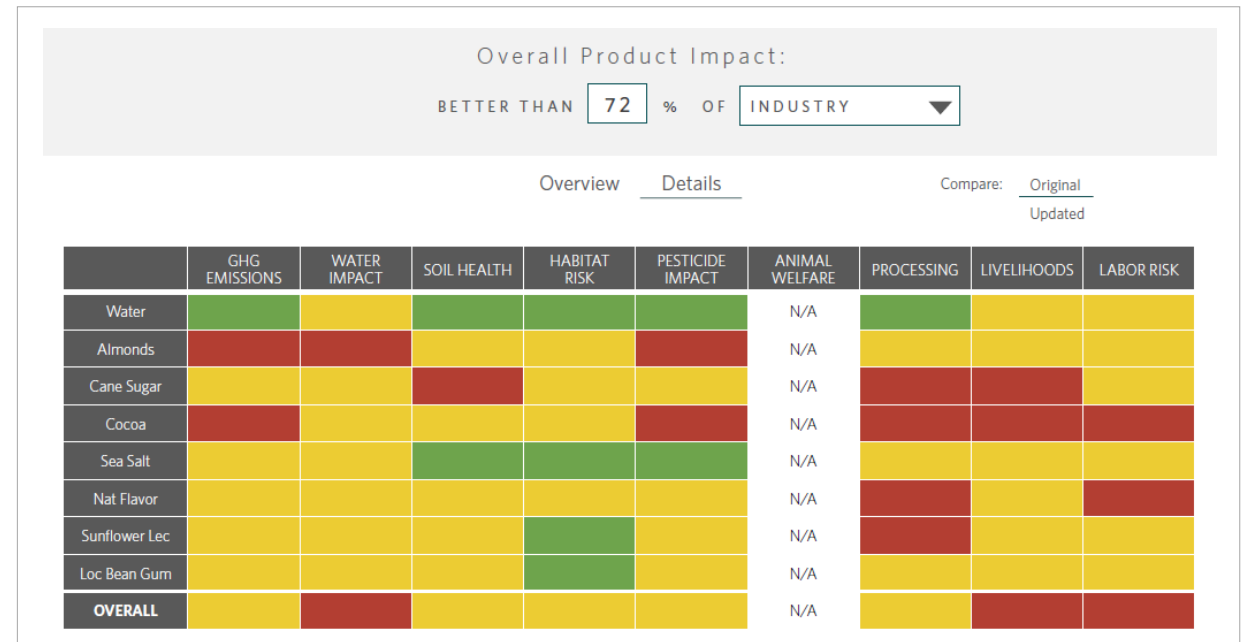 Overall Product Impact:
BETTER THAN 72 % OF INDUSTRY
Overview Details Compare: Original
Updated
GHG EMISSIONS WATER IMPACT SOIL HEALTH HABITAT RISK PESTICIDE IMPACT ANIMAL WELFARE PROCESSING LIVELIHOODS LABOR RISK
Water N/A
Almonds N/A
Cane Sugar N/A
Cocoa N/A
Sea Salt N/A
Nat Flavor N/A
Sunflower Lec N/A
Loc Bean Gum N/A
OVERALL N/A